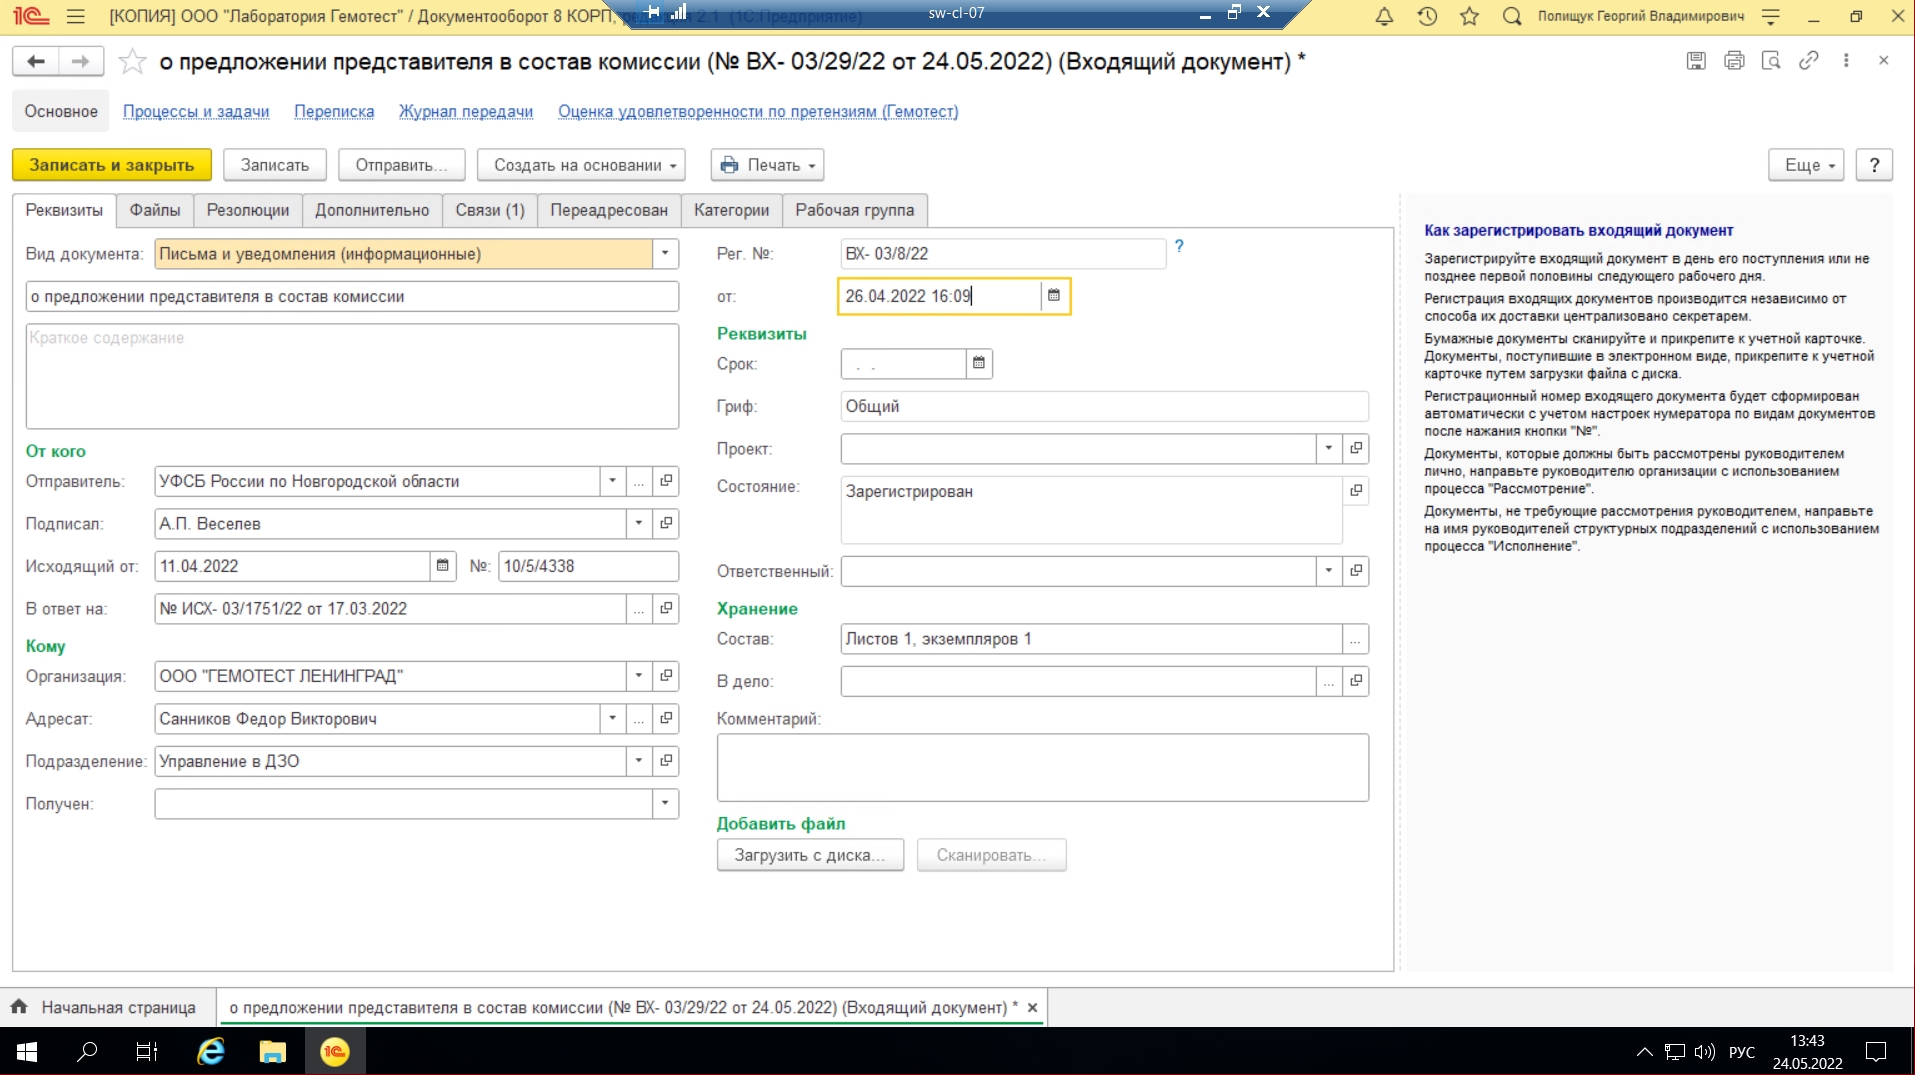 [КОПИЯ] ООО "Лаборатория Гемотест" / Документооборот 8 КОРП, редакция 2.1 (1С:Предприятие)
sw-cl-07
Полищук Георгий Владимирович
о предложении представителя в состав комиссии (№ ВХ- 03/29/22 от 24.05.2022) (Входящий документ) *
Основное Процессы и задачи Переписка Журнал передачи Оценка удовлетворенности по претензиям (Гемотест)
Записать и закрыть Записать Отправить... Создать на основании Печать Еще ?
Реквизиты Файлы Резолюции Дополнительно Связи (1) Переадресован Категории Рабочая группа
Вид документа: Письма и уведомления (информационные)
о предложении представителя в состав комиссии
Краткое содержание
От кого
Отправитель: УФСБ России по Новгородской области ...
Подписал: А.П. Веселев
Исходящий от: 11.04.2022 №: 10/5/4338
В ответ на: № ИСХ- 03/1751/22 от 17.03.2022 ...
Кому
Организация: ООО "ГЕМОТЕСТ ЛЕНИНГРАД"
Адресат: Санников Федор Викторович ...
Подразделение: Управление в ДЗО
Получен:
Рег. №: ВХ- 03/8/22 ?
от: 26.04.2022 16:09
Реквизиты
Срок: . .
Гриф: Общий
Проект:
Состояние: Зарегистрирован
Ответственный:
Хранение
Состав: Листов 1, экземпляров 1 ...
В дело: ...
Комментарий:
Добавить файл
Загрузить с диска... Сканировать...
Как зарегистрировать входящий документ
Зарегистрируйте входящий документ в день его поступления или не
позднее первой половины следующего рабочего дня.
Регистрация входящих документов производится независимо от
способа их доставки централизовано секретарем.
Бумажные документы сканируйте и прикрепите к учетной карточке.
Документы, поступившие в электронном виде, прикрепите к учетной
карточке путем загрузки файла с диска.
Регистрационный номер входящего документа будет сформирован
автоматически с учетом настроек нумератора по видам документов
после нажания кнопки "№".
Документы, которые должны быть рассмотрены руководителем
лично, направьте руководителю организации с использованием
процесса "Рассмотрение".
Документы, не требующие рассмотрения руководителем, направьте
на имя руководителей структурных подразделений с использованием
процесса "Исполнение".
Начальная страница о предложении представителя в состав комиссии (№ ВХ- 03/29/22 от 24.05.2022) (Входящий документ) *
РУС
13:43
24.05.2022